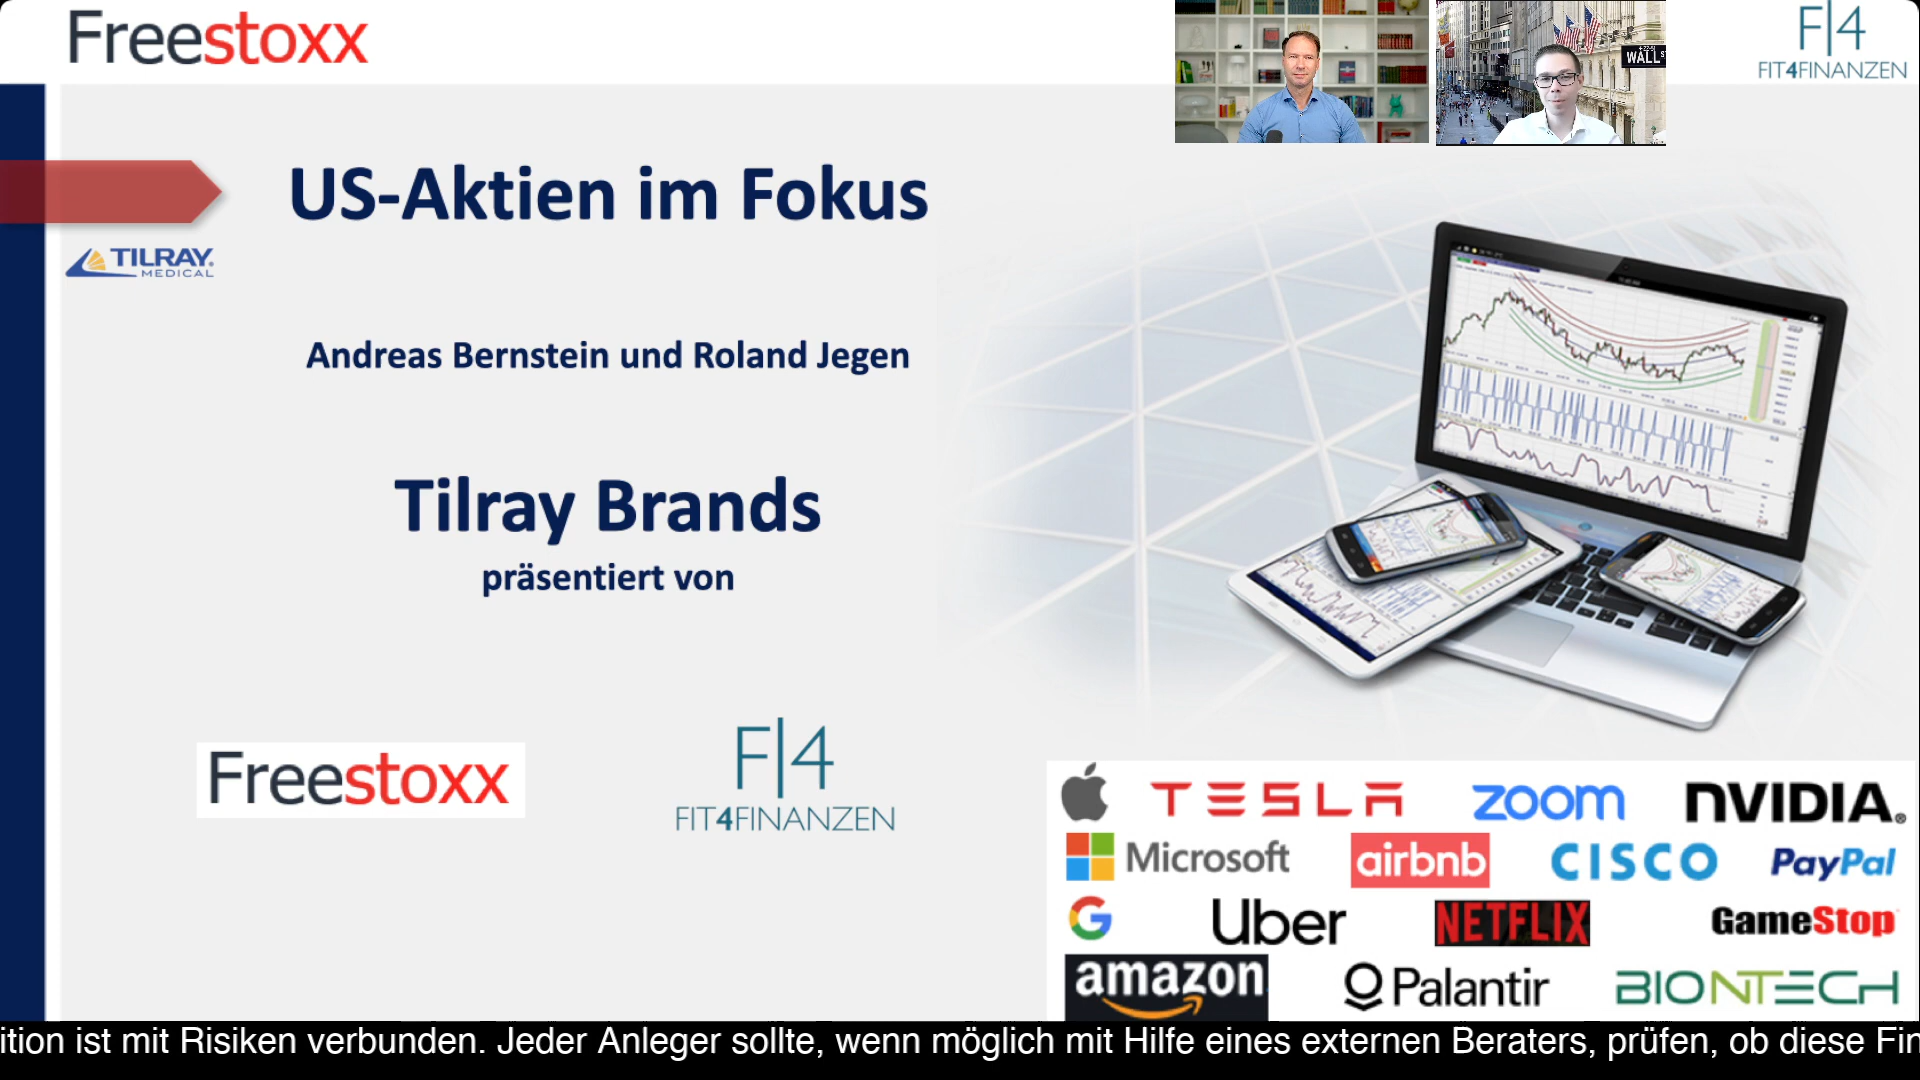 Freestoxx
WALL ST
F|4
FIT4FINANZEN
US-Aktien im Fokus
TILRAY
MEDICAL
Andreas Bernstein und Roland Jegen
Tilray Brands
präsentiert von
Freestoxx
F|4
FIT4FINANZEN
TESLA
zoom
NVIDIA.
Microsoft
airbnb
CISCO
PayPal
G
Uber
NETFLIX
GameStop
amazon
Palantir
BIONTECH
ition ist mit Risiken verbunden. Jeder Anleger sollte, wenn möglich mit Hilfe eines externen Beraters, prüfen, ob diese Fin